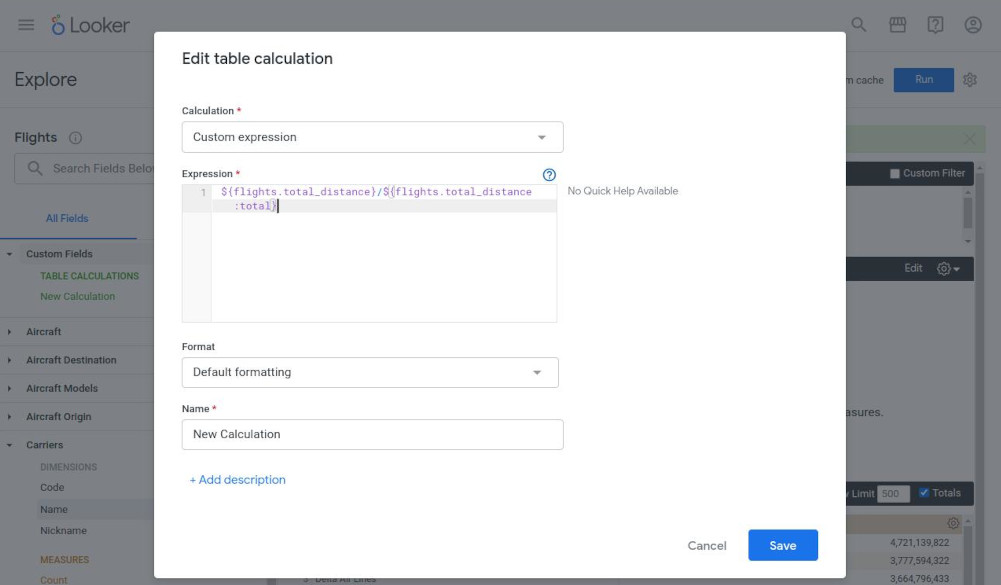 Looker
Edit table calculation
Explore
m cache
Run
Calculation *
Custom expression
Flights
Search Fields Below
Expression *
Custom Filter
1 ${flights.total_distance}/${flights.total_distance
:total}
No Quick Help Available
All Fields
Custom Fields
Edit
TABLE CALCULATIONS
New Calculation
Aircraft
Format
Aircraft Destination
Default formatting
Aircraft Models
Name *
asures.
Aircraft Origin
New Calculation
Carriers
DIMENSIONS
+ Add description
Code
Limit 500 Totals
Name
Nickname
Cancel
Save
4,721,139,822
MEASURES
3,777,594,322
Count
3 Delta Air Lines
3,664,796,433